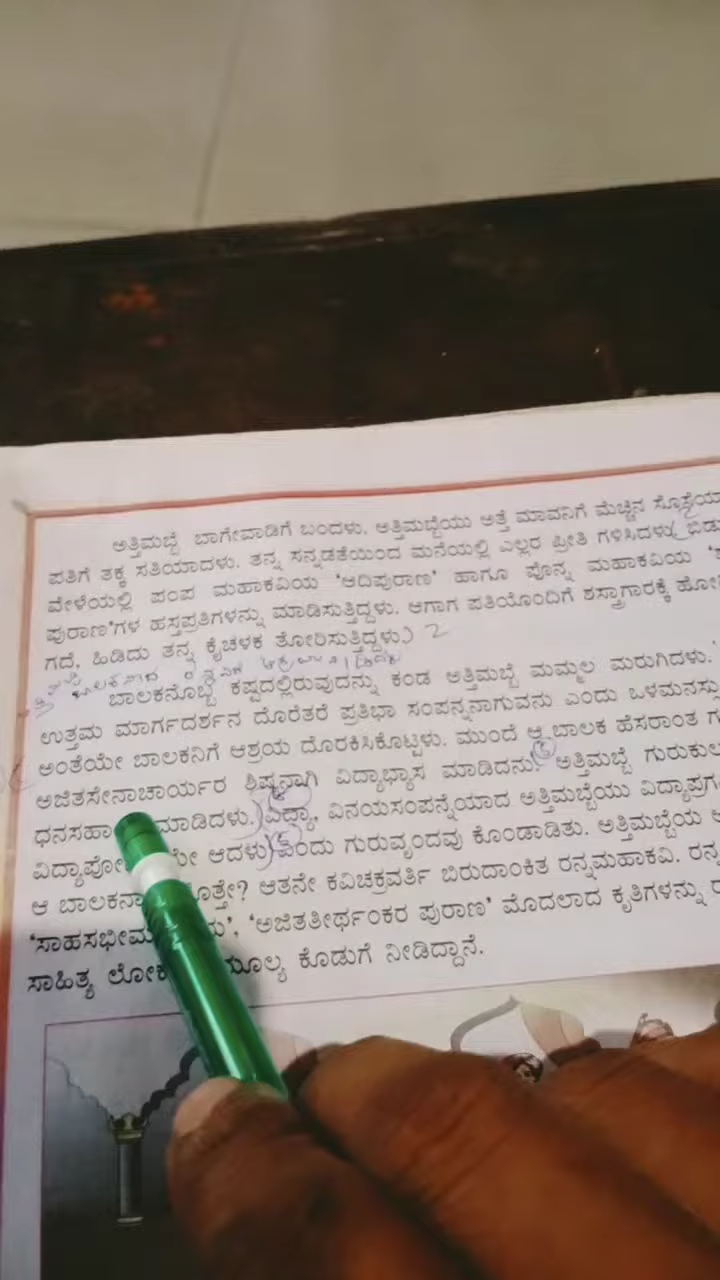 ಅತ್ತಿಮಬ್ಬೆ ಬಾಗೇವಾಡಿಗೆ ಬಂದಳು. ಅತ್ತಿಮಬ್ಬೆಯು ಅತ್ತೆ ಮಾವನಿಗೆ ಮೆಚ್ಚಿನ
ಪತಿಗೆ ತಕ್ಕ ಸತಿಯಾದಳು. ತನ್ನ ಸನ್ನಡತೆಯಿಂದ ಮನೆಯಲ್ಲಿ ಎಲ್ಲರ ಪ್ರೀತಿ ಗಳಿಸಿದಳು
ವೇಳೆಯಲ್ಲಿ ಪಂಪ ಮಹಾಕವಿಯ 'ಆದಿಪುರಾಣ' ಹಾಗೂ ಪೊನ್ನ ಮಹಾಕವಿಯ
ಪುರಾಣ'ಗಳ ಹಸ್ತಪ್ರತಿಗಳನ್ನು ಮಾಡಿಸುತ್ತಿದ್ದಳು. ಆಗಾಗ ಪತಿಯೊಂದಿಗೆ ಶಸ್ತ್ರಾಗಾರಕ್ಕೆ
ಗದೆ, ಹಿಡಿದು ತನ್ನ ಕೈಚಳಕ ತೋರಿಸುತ್ತಿದ್ದಳು.) 2
ಬಾಲಕನೊಬ್ಬ ಕಷ್ಟದಲ್ಲಿರುವುದನ್ನು ಕಂಡ ಅತ್ತಿಮಬ್ಬೆ ಮಮ್ಮಲ ಮರುಗಿದಳು.
ಉತ್ತಮ ಮಾರ್ಗದರ್ಶನ ದೊರೆತರೆ ಪ್ರತಿಭಾ ಸಂಪನ್ನನಾಗುವನು ಎಂದು ಒಳಮನಸ್ಸು
ಅಂತೆಯೇ ಬಾಲಕನಿಗೆ ಆಶ್ರಯ ದೊರಕಿಸಿಕೊಟ್ಟಳು. ಮುಂದೆ ಆ ಬಾಲಕ ಹೆಸರಾಂತ
ಅಜಿತಸೇನಾಚಾರ್ಯರ ಶಿಷ್ಯನಾಗಿ ವಿದ್ಯಾಭ್ಯಾಸ ಮಾಡಿದನು. ಅತ್ತಿಮಬ್ಬೆ
ಧನಸಹಾ ಮಾಡಿದಳು. (ವಿದ್ಯಾ, ವಿನಯಸಂಪನ್ನೆಯಾದ ಅತ್ತಿಮಬ್ಬೆಯು
ಆದಳು) ಎಂದು ಗುರುವೃಂದವು ಕೊಂಡಾಡಿತು. ಅತ್ತಿಮಬ್ಬೆಯ
ಆ ಆತನೇ ಕವಿಚಕ್ರವರ್ತಿ ಬಿರುದಾಂಕಿತ ರನ್ನಮಹಾಕವಿ.
'ಅಜಿತತೀರ್ಥಂಕರ ಪುರಾಣ' ಮೊದಲಾದ ಕೃತಿಗಳನ್ನು
ಸಾಹಿತ್ಯ ಕೊಡುಗೆ ನೀಡಿದ್ದಾನೆ.